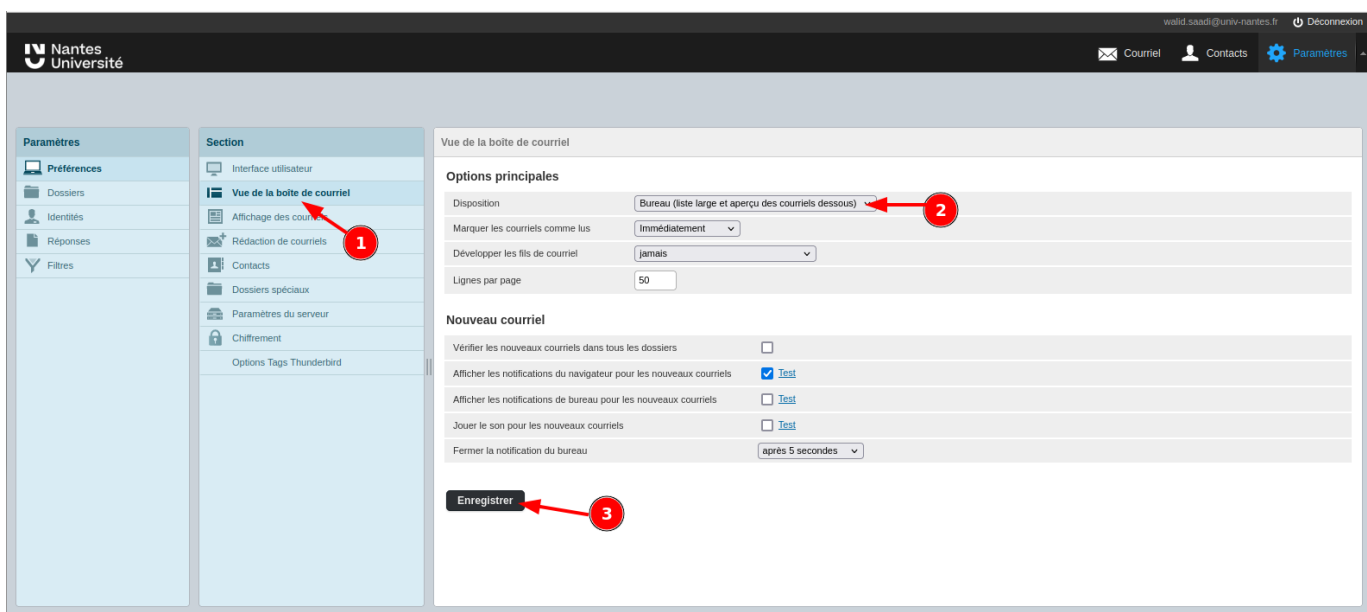 walid.saadi@univ-nantes.fr Déconnexion
Nantes
Université
Courriel Contacts Paramètres
Paramètres
Préférences
Dossiers
Identités
Réponses
Filtres
Section
Interface utilisateur
Vue de la boîte de courriel
Affichage des courriels
Rédaction de courriels
Contacts
Dossiers spéciaux
Paramètres du serveur
Chiffrement
Options Tags Thunderbird
1
Vue de la boîte de courriel
Options principales
Disposition Bureau (liste large et aperçu des courriels dessous)
2
Marquer les courriels comme lus Immédiatement
Développer les fils de courriel jamais
Lignes par page 50
Nouveau courriel
Vérifier les nouveaux courriels dans tous les dossiers
Afficher les notifications du navigateur pour les nouveaux courriels Test
Afficher les notifications de bureau pour les nouveaux courriels Test
Jouer le son pour les nouveaux courriels Test
Fermer la notification du bureau après 5 secondes
Enregistrer
3